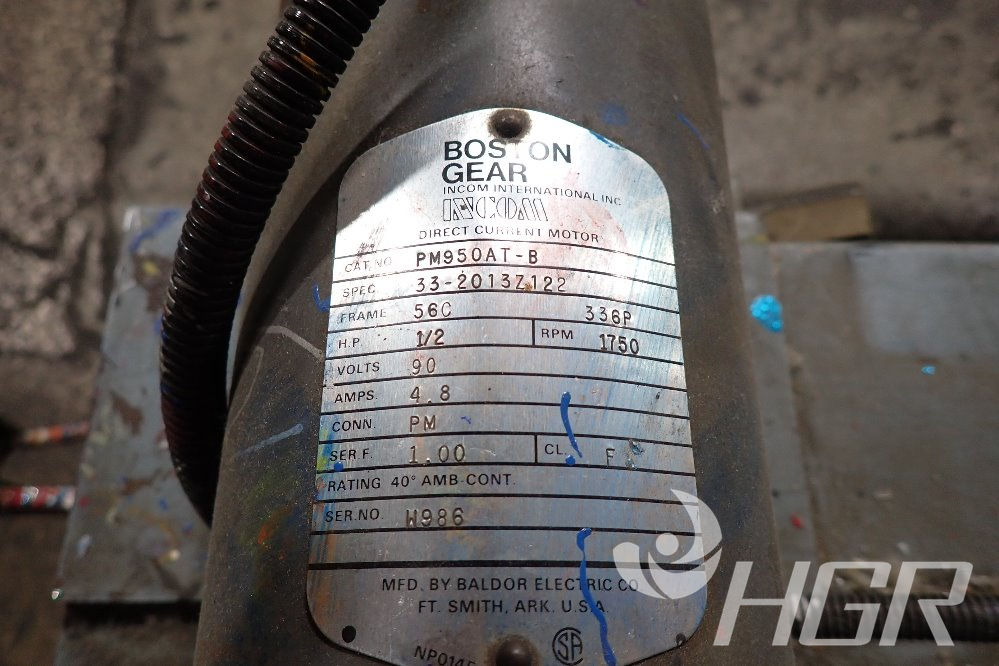 BOSTON
GEAR
INCOM INTERNATIONAL INC
INCOM
DIRECT CURRENT MOTOR
CAT. NO PM950AT-B
SPEC 33-2013Z122
FRAME 56C 336P
H.P. 1/2 RPM 1750
VOLTS 90
AMPS. 4.8
CONN. PM
SER.F. 1.00 CL. F
RATING 40° AMB-CONT.
SER.NO. W986
MFD. BY BALDOR ELECTRIC CO
FT. SMITH, ARK. U.S.A.
SA
HGR